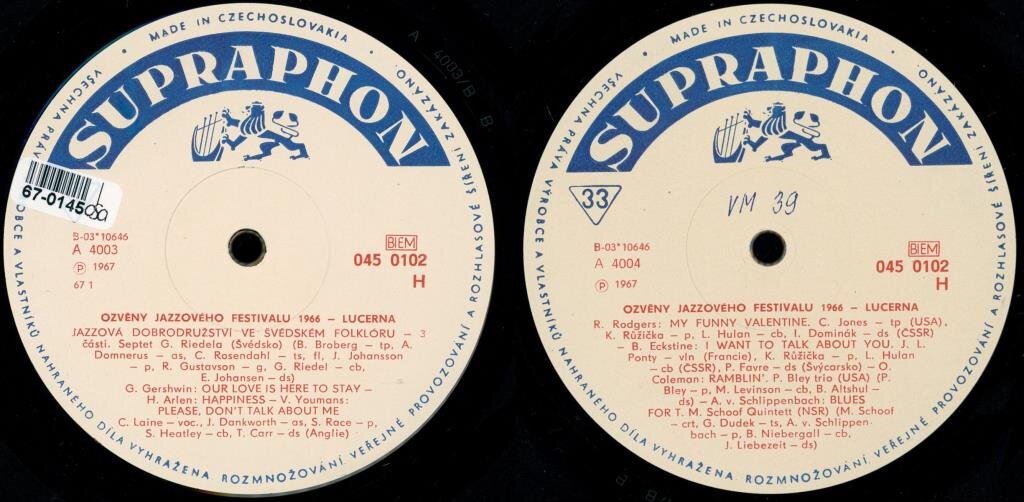 MADE IN CZECHOSLOVAKIA
SUPRAPHON
67-0145
B-03*10646
A 4003
Ⓟ 1967
67 1
BIEM
045 0102
H
OZVĚNY JAZZOVÉHO FESTIVALU 1966 – LUCERNA
JAZZOVÁ DOBRODRUŽSTVÍ VE ŠVÉDSKÉM FOLKLÓRU – 3
části. Septet G. Riedela (Švédsko) (B. Broberg – tp, A.
Domnerus – as, C. Rosendahl – ts, fl, J. Johansson
– p, R. Gustavson – g, G. Riedel – cb,
E. Johansen – ds)
G. Gershwin: OUR LOVE IS HERE TO STAY –
H. Arlen: HAPPINESS – V. Youmans:
PLEASE, DON'T TALK ABOUT ME
C. Laine – voc., J. Dankworth – as, S. Race – p,
S. Heatley – cb, T. Carr – ds (Anglie)
VŠECHNA PRÁVA VÝROBCE A VLASTNÍKŮ NAHRANÉHO DÍLA VYHRAŽENA. ROZMNOŽOVÁNÍ, VEŘEJNÉ PROVOZOVÁNÍ A ROZHLASOVÉ ŠÍŘENÍ ZAKÁZÁNO.
A 4003/B B
MADE IN CZECHOSLOVAKIA
SUPRAPHON
33
VM 39
B-03*10646
A 4004
Ⓟ 1967
BIEM
045 0102
H
OZVĚNY JAZZOVÉHO FESTIVALU 1966 – LUCERNA
R. Rodgers: MY FUNNY VALENTINE. C. Jones – tp (USA),
K. Růžička – p, L. Hulan – cb, I. Dominák – ds (ČSSR)
– B. Eckstine: I WANT TO TALK ABOUT YOU. J. L.
Ponty – vln (Francie), K. Růžička – p, L. Hulan
– cb (ČSSR), P. Favre – ds (Švýcarsko) – O.
Coleman: RAMBLIN'. P. Bley trio (USA) (P.
Bley – p, M. Levinson – cb, B. Altshul –
ds) – A. v. Schlippenbach: BLUES
FOR T. M. Schoof Quintett (NSR) (M. Schoof
– crt, G. Dudek – ts, A. v. Schlippen-
bach – p, B. Niebergall – cb,
J. Liebezeit – ds)
VŠECHNA PRÁVA VÝROBCE A VLASTNÍKŮ NAHRANÉHO DÍLA VYHRAŽENA. ROZMNOŽOVÁNÍ, VEŘEJNÉ PROVOZOVÁNÍ A ROZHLASOVÉ ŠÍŘENÍ ZAKÁZÁNO.